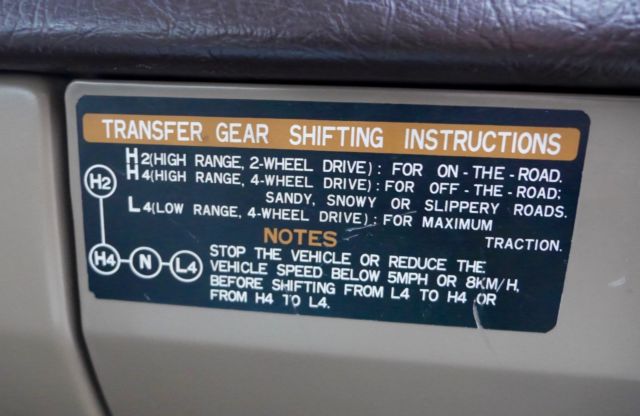 TRANSFER GEAR SHIFTING INSTRUCTIONS
H2(HIGH RANGE, 2-WHEEL DRIVE): FOR ON-THE-ROAD.
H4(HIGH RANGE, 4-WHEEL DRIVE): FOR OFF-THE-ROAD;
SANDY, SNOWY OR SLIPPERY ROADS.
L4(LOW RANGE, 4-WHEEL DRIVE): FOR MAXIMUM
TRACTION.
NOTES
STOP THE VEHICLE OR REDUCE THE
VEHICLE SPEED BELOW 5MPH OR 8KM/H,
BEFORE SHIFTING FROM L4 TO H4 OR
FROM H4 TO L4.
H2
H4 N L4